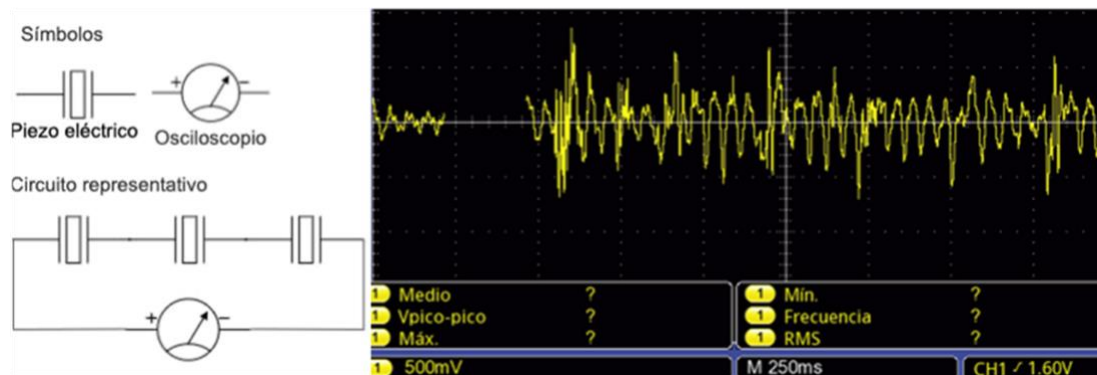 Símbolos
+ −
Piezo eléctrico
Osciloscopio
Circuito representativo
+ −
1 Medio ?
1 Vpico-pico ?
1 Máx. ?
1 Mín. ?
1 Frecuencia ?
1 RMS ?
1 500mV
M 250ms
CH1 / 1.60V